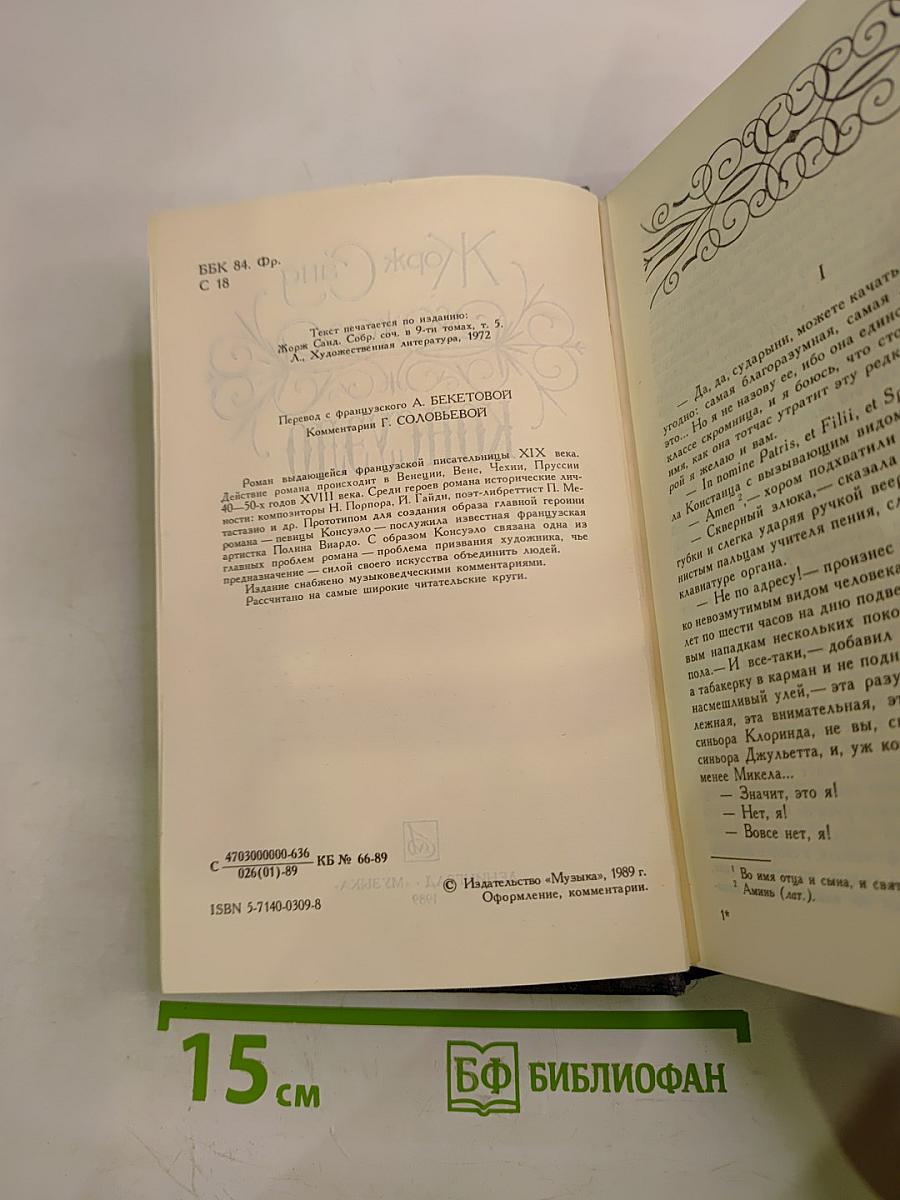 ББК 84. Фр.
С 18
Текст печатается по изданию:
Жорж Санд. Собр. соч. в 9-ти томах, т. 5.
Л., Художественная литература, 1972
Перевод с французского А. БЕКЕТОВОЙ
Комментарии Г. СОЛОВЬЕВОЙ
Роман выдающейся французской писательницы XIX века.
Действие романа происходит в Венеции, Вене, Чехии, Пруссии
40—50-х годов XVIII века. Среди героев романа исторические лич-
ности: композиторы Н. Порпора, И. Гайдн, поэт-либреттист П. Ме-
тастазио и др. Прототипом для создания образа главной героини
романа — певицы Консуэло — послужила известная французская
артистка Полина Виардо. С образом Консуэло связана одна из
главных проблем романа — проблема призвания художника, чье
предназначение — силой своего искусства объединить людей.
Издание снабжено музыковедческими комментариями.
Рассчитано на самые широкие читательские круги.
С 4703000000-636
026(01)-89 КБ № 66-89
ISBN 5-7140-0309-8
© Издательство «Музыка», 1989 г.
Оформление, комментарии.
I
— Да, да, сударыни, можете качать
угодно: самая благоразумная, самая
это... Но я не назову ее, ибо она единс
классе скромница, и я боюсь, что сто
имя, как она тотчас утратит эту редк
рой я желаю и вам.
— In nomine Patris, et Filii, et Sp
ла Констанца с вызывающим видом
— Amen ², — хором подхватили
— Скверный злюка,— сказала
губки и слегка ударяя ручкой веер
нистым пальцам учителя пения, сл
клавиатуре органа.
— Не по адресу!— произнес
ко невозмутимым видом человека
лет по шести часов на дню подве
вым нападкам нескольких поко
пола.— И все-таки,— добавил
а табакерку в карман и не подн
насмешливый улей,— эта разу
лежная, эта внимательная, эт
синьора Клоринда, не вы, си
синьора Джульетта, и, уж ко
менее Микела...
— Значит, это я!
— Нет, я!
— Вовсе нет, я!
¹ Во имя отца и сына, и свят
² Аминь (лат.).
1*
15 см
БФ БИБЛИОФАН